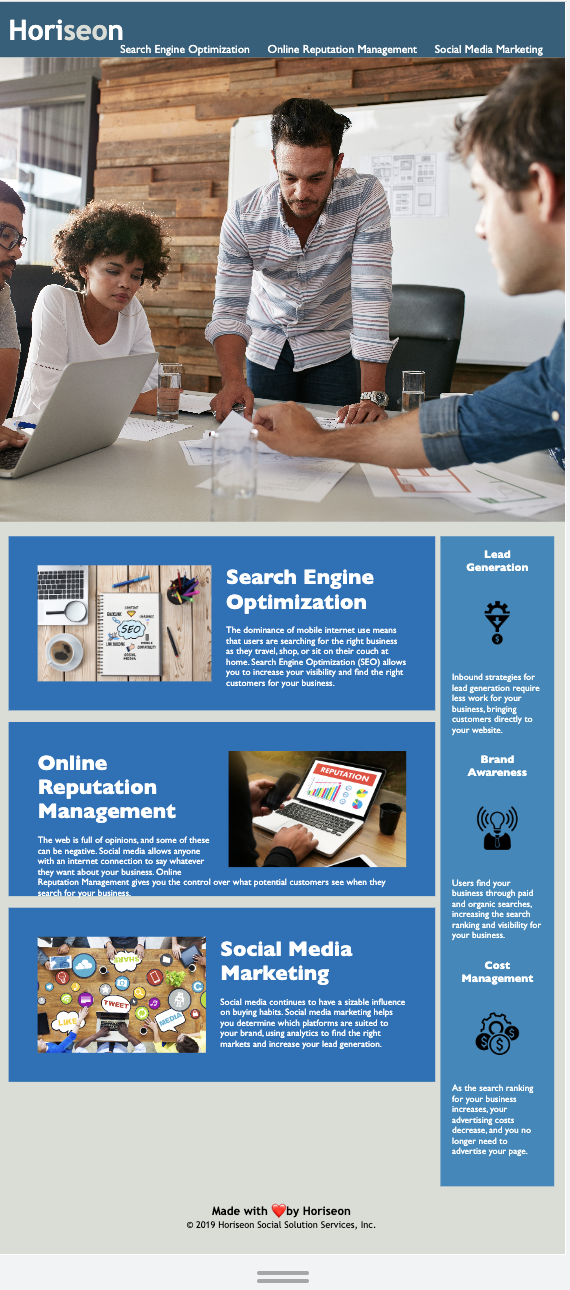 Horiseon
Search Engine Optimization
Online Reputation Management
Social Media Marketing
SEO
Search Engine
Optimization
The dominance of mobile internet use means
that users are searching for the right business
as they travel, shop, or sit on their couch at
home. Search Engine Optimization (SEO) allows
you to increase your visibility and find the right
customers for your business.
Online
Reputation
Management
The web is full of opinions, and some of these
can be negative. Social media allows anyone
with an internet connection to say whatever
they want about your business. Online
Reputation Management gives you the control over what potential customers see when they
search for your business.
REPUTATION
SHARE
TWEET
LIKE
MEDIA
Social Media
Marketing
Social media continues to have a sizable influence
on buying habits. Social media marketing helps
you determine which platforms are suited to
your brand, using analytics to find the right
markets and increase your lead generation.
Lead
Generation
Inbound strategies for
lead generation require
less work for your
business, bringing
customers directly to
your website.
Brand
Awareness
Users find your
business through paid
and organic searches,
increasing the search
ranking and visibility for
your business.
Cost
Management
As the search ranking
for your business
increases, your
advertising costs
decrease, and you no
longer need to
advertise your page.
Made with ❤️by Horiseon
© 2019 Horiseon Social Solution Services, Inc.